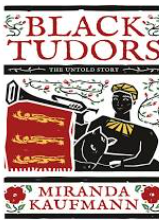 BLACK
TUDORS
THE UNTOLD STORY
MIRANDA
KAUFMANN